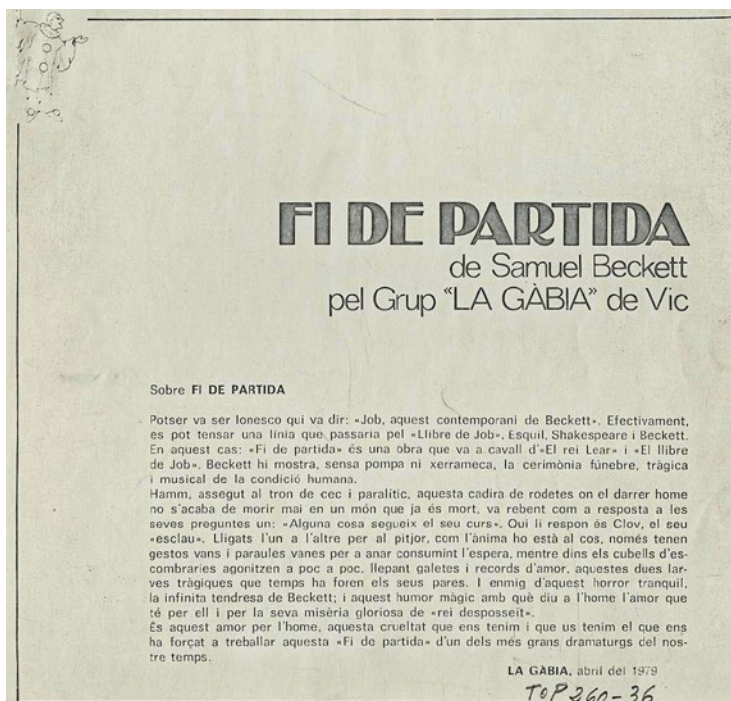 FI DE PARTIDA
de Samuel Beckett
pel Grup “LA GÀBIA” de Vic
Sobre FI DE PARTIDA
Potser va ser Ionesco qui va dir: «Job, aquest contemporani de Beckett». Efectivament,
es pot tensar una línia que passaria pel «Llibre de Job», Esquil, Shakespeare i Beckett.
En aquest cas: «Fi de partida» és una obra que va a cavall d'«El rei Lear» i «El llibre
de Job». Beckett hi mostra, sensa pompa ni xerrameca, la cerimònia fúnebre, tràgica
i musical de la condició humana.
Hamm, assegut al tron de cec i paralític, aquesta cadira de rodetes on el darrer home
no s'acaba de morir mai en un món que ja és mort, va rebent com a resposta a les
seves preguntes un: «Alguna cosa segueix el seu curs». Qui li respon és Clov, el seu
«esclau». Lligats l'un a l'altre per al pitjor, com l'ànima ho està al cos, només tenen
gestos vans i paraules vanes per a anar consumint l'espera, mentre dins els cubells d'es-
combraries agonitzen a poc a poc, llepant galetes i records d'amor, aquestes dues lar-
ves tràgiques que temps ha foren els seus pares. I enmig d'aquest horror tranquil,
la infinita tendresa de Beckett; i aquest humor màgic amb què diu a l'home l'amor que
té per ell i per la seva misèria gloriosa de «rei desposseit».
És aquest amor per l'home, aquesta crueltat que ens tenim i que us tenim el que ens
ha forçat a treballar aquesta «Fi de partida» d'un dels més grans dramaturgs del nos-
tre temps.
LA GÀBIA, abril del 1979
TOP 260-36